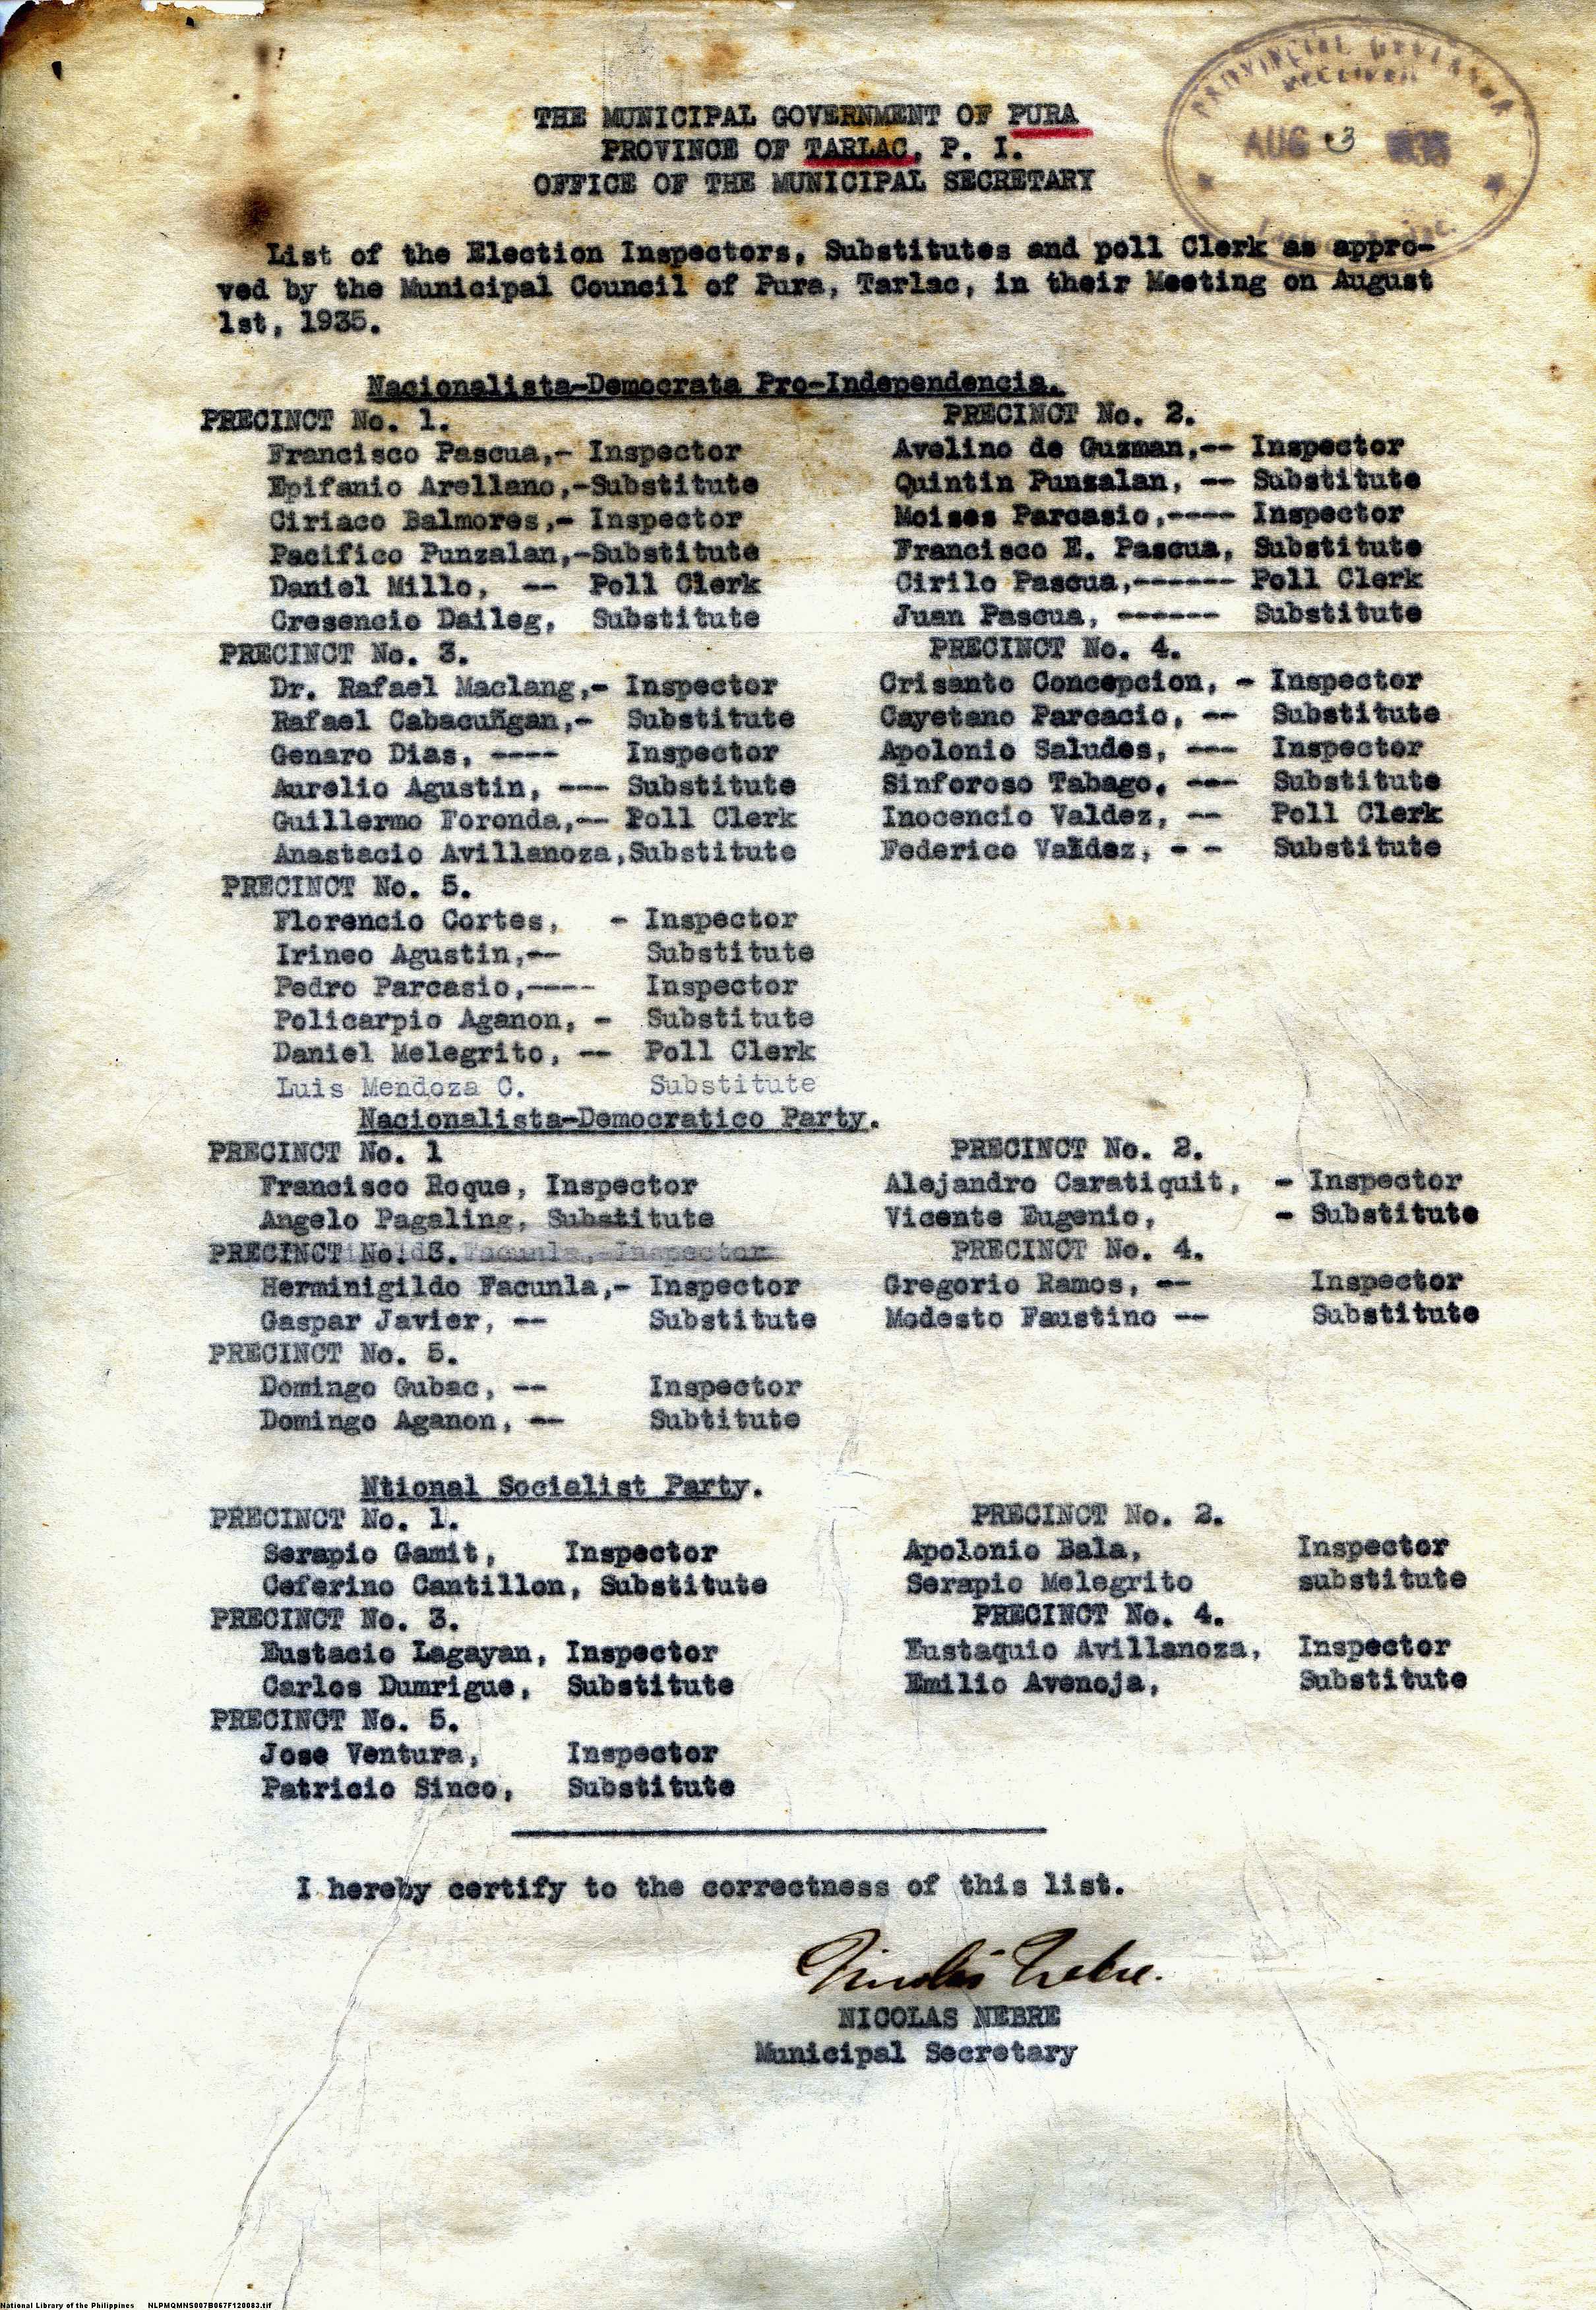 PROVINCIAL GOVERNOR
RECEIVED
AUG 3 1935
THE MUNICIPAL GOVERNMENT OF PURA
PROVINCE OF TARLAC, P. I.
OFFICE OF THE MUNICIPAL SECRETARY
List of the Election Inspectors, Substitutes and poll Clerk as appro-
ved by the Municipal Council of Pura, Tarlac, in their Meeting on August
1st, 1935.
Nacionalista-Democrata Pro-Independencia.
PRECINCT No. 1. PRECINCT No. 2.
Francisco Pascua,- Inspector Avelino de Guzman,-- Inspector
Epifanio Arellano,-Substitute Quintin Punzalan, -- Substitute
Ciriaco Balmores,- Inspector Moises Parcasio,---- Inspector
Pacifico Punzalan,-Substitute Francisco E. Pascua, Substitute
Daniel Millo, -- Poll Clerk Cirilo Pascua,------ Poll Clerk
Cresencio Daileg, Substitute Juan Pascua, ------ Substitute
PRECINCT No. 3. PRECINCT No. 4.
Dr. Rafael Maclang,- Inspector Crisanto Concepcion, - Inspector
Rafael Cabacuñgan,- Substitute Cayetano Parcacio, -- Substitute
Genaro Dias, ---- Inspector Apolonio Saludes, --- Inspector
Aurelio Agustin, --- Substitute Sinforoso Tabago, --- Substitute
Guillermo Foronda,-- Poll Clerk Inocencio Valdez, -- Poll Clerk
Anastacio Avillanoza,Substitute Federico Valdez, - - Substitute
PRECINCT No. 5.
Florencio Cortes, - Inspector
Irineo Agustin,-- Substitute
Pedro Parcasio,---- Inspector
Policarpio Aganon, - Substitute
Daniel Melegrito, -- Poll Clerk
Luis Mendoza C. Substitute
Nacionalista-Democratico Party.
PRECINCT No. 1 PRECINCT No. 2.
Francisco Roque, Inspector Alejandro Caratiquit, - Inspector
Angelo Pagaling, Substitute Vicente Eugenio, - Substitute
PRECINCT No. 3. Facunla, Inspector PRECINCT No. 4.
Herminigildo Facunla,- Inspector Gregorio Ramos, -- Inspector
Gaspar Javier, -- Substitute Modesto Faustino -- Substitute
PRECINCT No. 5.
Domingo Gubac, -- Inspector
Domingo Aganon, -- Subtitute
Ntional Socialist Party.
PRECINCT No. 1. PRECINCT No. 2.
Serapio Gamit, Inspector Apolonio Bala, Inspector
Ceferino Cantillon, Substitute Serapio Melegrito substitute
PRECINCT No. 3. PRECINCT No. 4.
Eustacio Lagayan, Inspector Eustaquio Avillanoza, Inspector
Carlos Dumrigue, Substitute Emilio Avenoja, Substitute
PRECINCT No. 5.
Jose Ventura, Inspector
Patricio Sinco, Substitute
I hereby certify to the correctness of this list.
Nicolas Nebre.
NICOLAS NEBRE
Municipal Secretary
National Library of the Philippines NLPMQMNS007B067F120083.tif